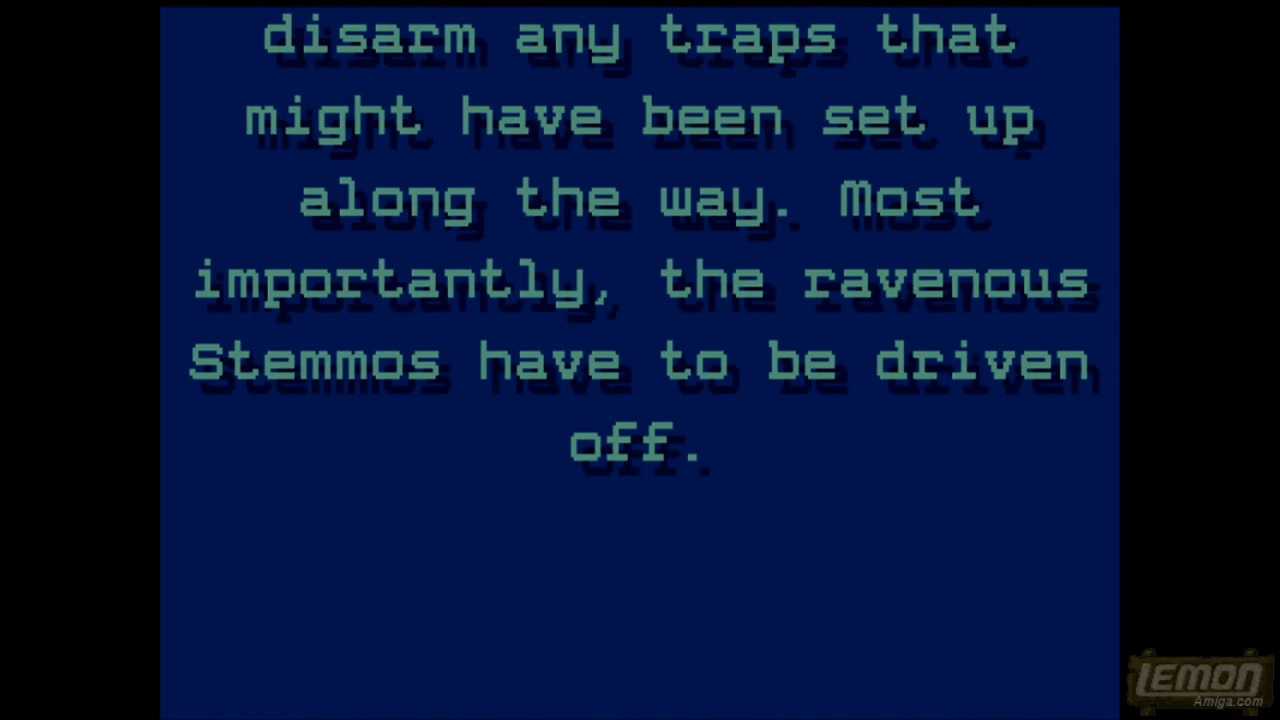 disarm any traps that
might have been set up
along the way. Most
importantly, the ravenous
Stemmos have to be driven
off.
LEMON
Amiga.com